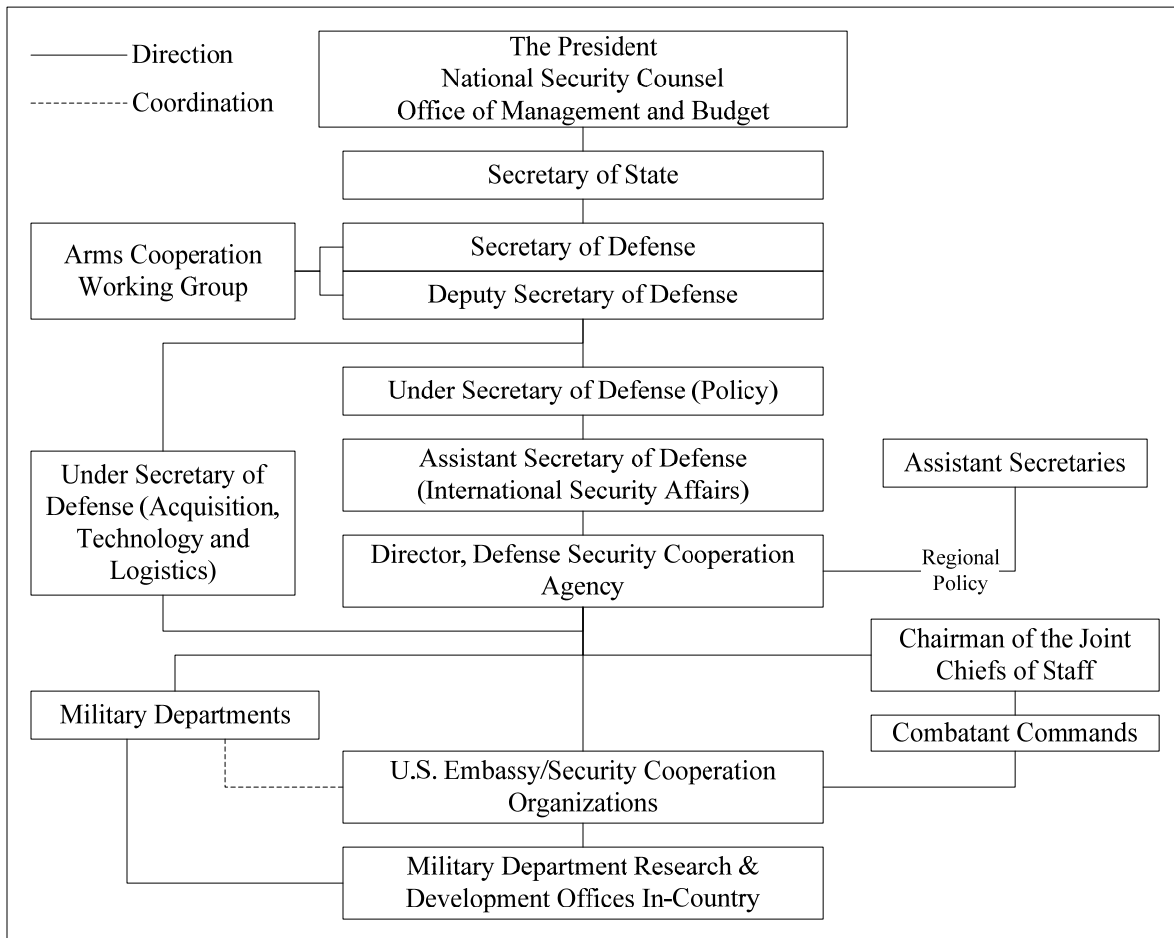 Direction
Coordination
The President
National Security Counsel
Office of Management and Budget
Secretary of State
Arms Cooperation
Working Group
Secretary of Defense
Deputy Secretary of Defense
Under Secretary of Defense (Policy)
Under Secretary of
Defense (Acquisition,
Technology and
Logistics)
Assistant Secretary of Defense
(International Security Affairs)
Assistant Secretaries
Director, Defense Security Cooperation
Agency
Regional
Policy
Chairman of the Joint
Chiefs of Staff
Military Departments
Combatant Commands
U.S. Embassy/Security Cooperation
Organizations
Military Department Research &
Development Offices In-Country